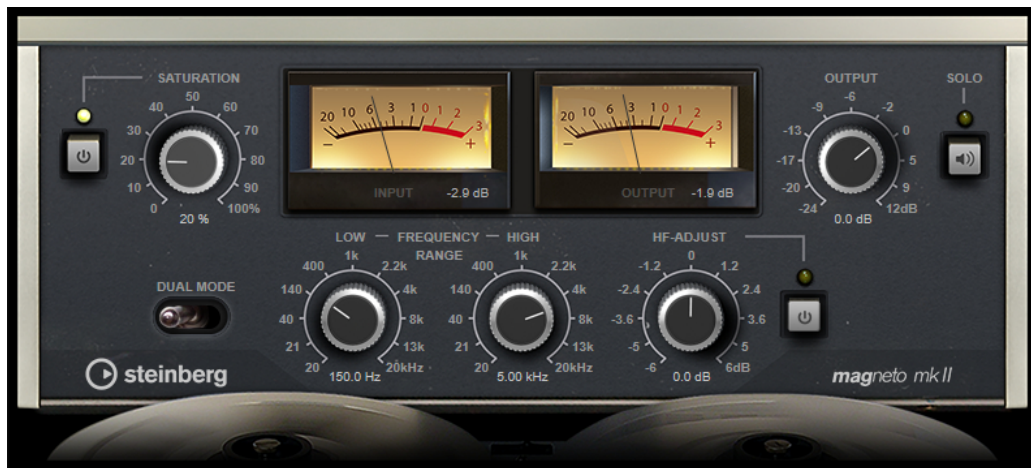 SATURATION
0 10 20 30 40 50 60 70 80 90 100%
20 %
20 10 6 3 1 0 1 2 3
- +
INPUT -2.9 dB
20 10 6 3 1 0 1 2 3
- +
OUTPUT -1.9 dB
OUTPUT
-24 -20 -17 -13 -9 -6 -2 0 5 9 12dB
0.0 dB
SOLO
DUAL MODE
LOW — FREQUENCY — HIGH
RANGE
20 21 40 140 400 1k 2.2k 4k 8k 13k 20kHz
150.0 Hz
20 21 40 140 400 1k 2.2k 4k 8k 13k 20kHz
5.00 kHz
HF-ADJUST
-6 -5 -3.6 -2.4 -1.2 0 1.2 2.4 3.6 5 6dB
0.0 dB
steinberg
magneto mkII